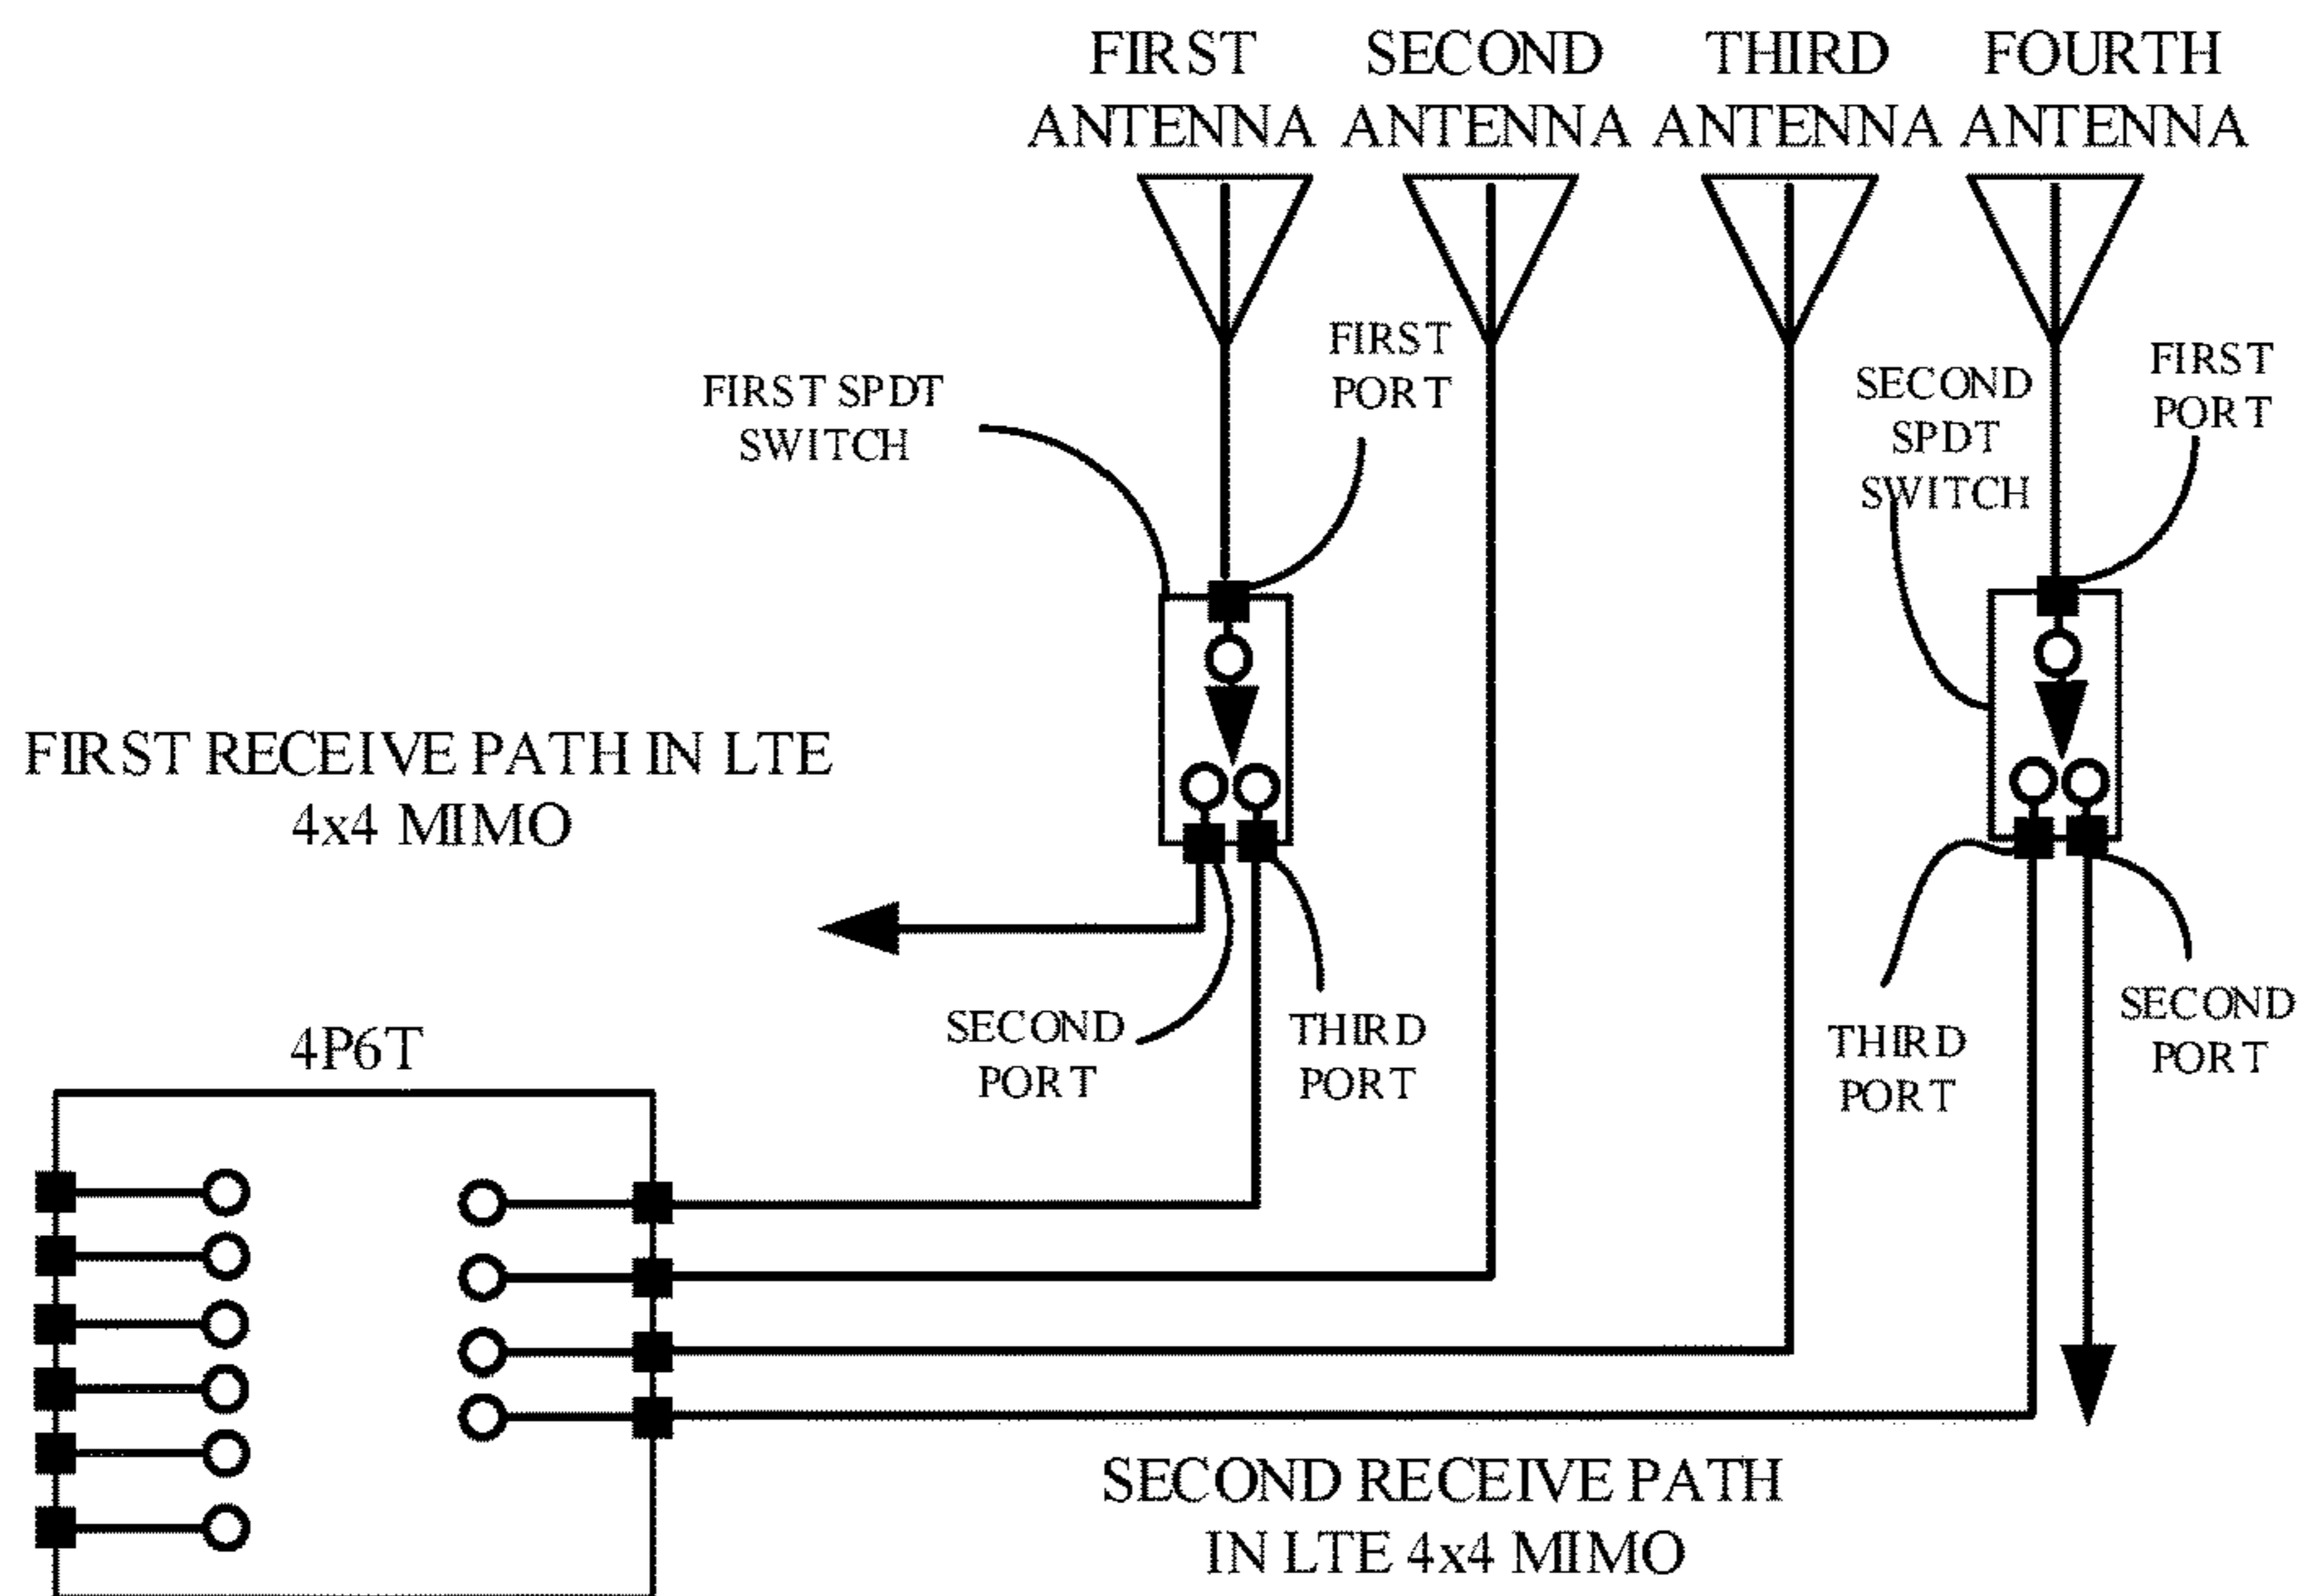 FIRST
ANTENNA
SECOND
ANTENNA
THIRD
ANTENNA
FOURTH
ANTENNA
FIRST SPDT
SWITCH
FIRST
PORT
SECOND
SPDT
SWITCH
FIRST
PORT
FIRST RECEIVE PATH IN LTE
4x4 MIMO
SECOND
PORT
THIRD
PORT
THIRD
PORT
SECOND
PORT
4P6T
SECOND RECEIVE PATH
IN LTE 4x4 MIMO